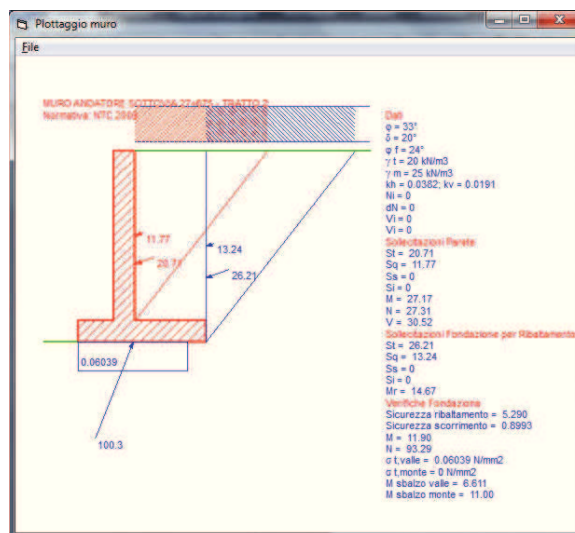 Plottaggio muro
File
MURO ANDATORE SOTTOVIA 27+675 - TRATTO 2
Normativa: NTC 2008
11.77
20.71
13.24
26.21
0.06039
100.3
Dati
φ = 33°
δ = 20°
φ f = 24°
γ t = 20 kN/m3
γ m = 25 kN/m3
kh = 0.0382; kv = 0.0191
Ni = 0
dN = 0
Vi = 0
Vi = 0
Sollecitazioni Parete
St = 20.71
Sq = 11.77
Ss = 0
Si = 0
M = 27.17
N = 27.31
V = 30.52
Sollecitazioni Fondazione per Ribaltamento
St = 26.21
Sq = 13.24
Ss = 0
Si = 0
Mr = 14.67
Verifiche Fondazione
Sicurezza ribaltamento = 5.290
Sicurezza scorrimento = 0.8993
M = 11.90
N = 93.29
σ t,valle = 0.06039 N/mm2
σ t,monte = 0 N/mm2
M sbalzo valle = 6.611
M sbalzo monte = 11.00